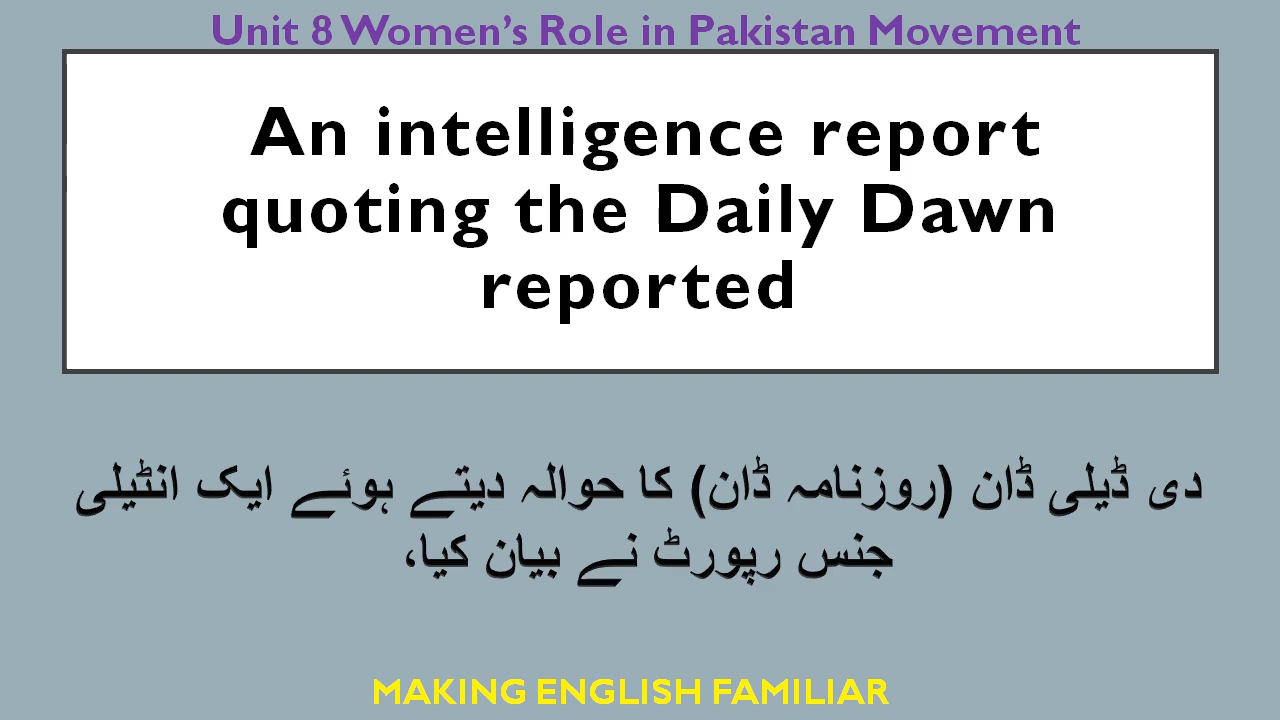 Unit 8 Women’s Role in Pakistan Movement
An intelligence report
quoting the Daily Dawn
reported
دی ڈیلی ڈان (روزنامہ ڈان) کا حوالہ دیتے ہوئے ایک انٹیلی
جنس رپورٹ نے بیان کیا،
MAKING ENGLISH FAMILIAR